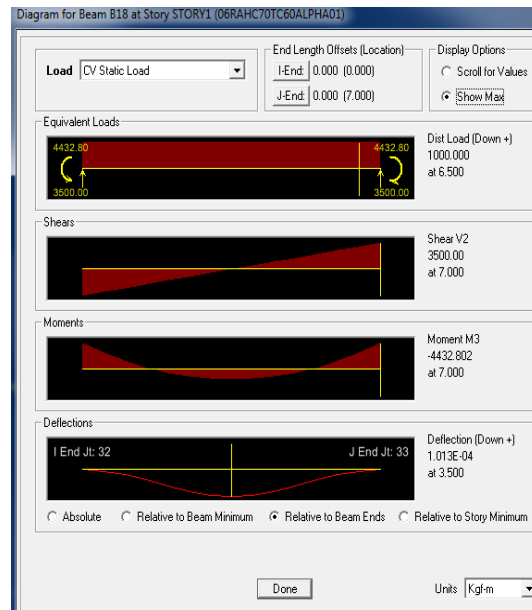 Diagram for Beam B18 at Story STORY1 (06RAHC70TC60ALPHA01)
Load CV Static Load
End Length Offsets (Location)
I-End: 0.000 (0.000)
J-End: 0.000 (7.000)
Display Options
Scroll for Values
Show Max
Equivalent Loads
4432.80 4432.80
3500.00 3500.00
Dist Load (Down +)
1000.000
at 6.500
Shears
Shear V2
3500.00
at 7.000
Moments
Moment M3
-4432.802
at 7.000
Deflections
I End Jt: 32 J End Jt: 33
Deflection (Down +)
1.013E-04
at 3.500
Absolute Relative to Beam Minimum Relative to Beam Ends Relative to Story Minimum
Done
Units Kgf-m